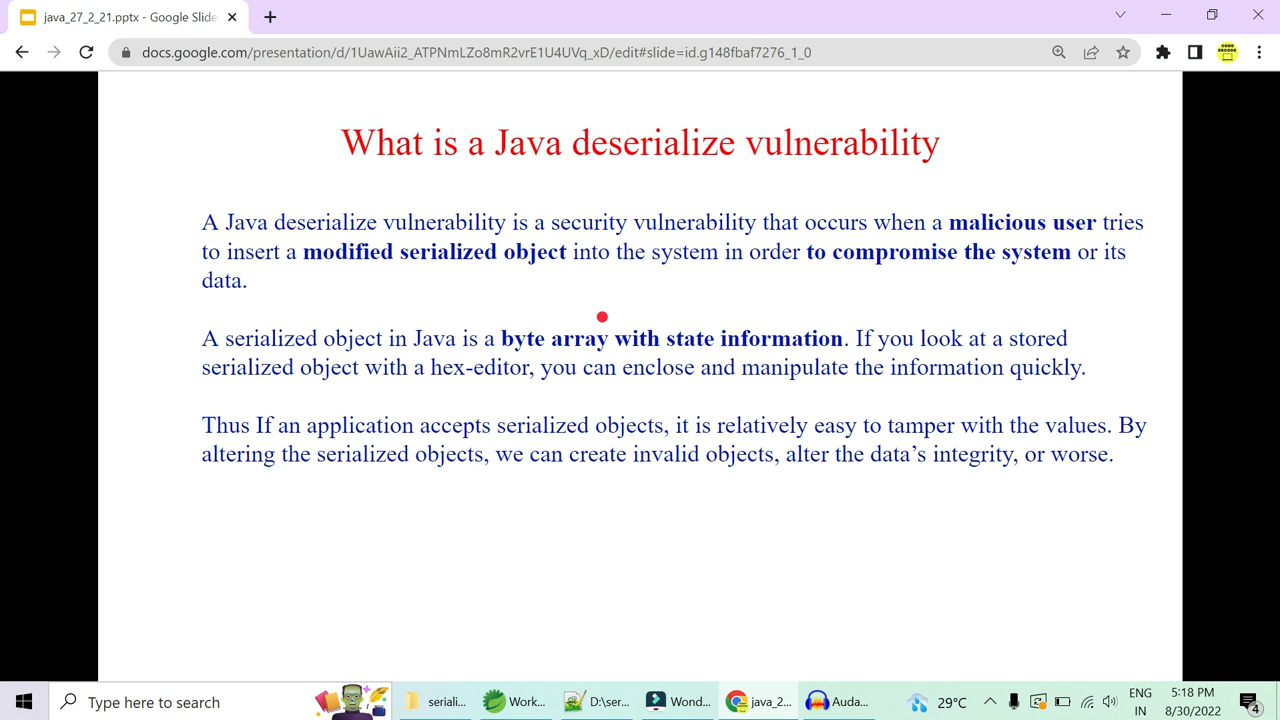 java_27_2_21.pptx - Google Slide
docs.google.com/presentation/d/1UawAii2_ATPNmLZo8mR2vrE1U4UVq_xD/edit#slide=id.g148fbaf7276_1_0
CODE
DECODE
What is a Java deserialize vulnerability
A Java deserialize vulnerability is a security vulnerability that occurs when a malicious user tries
to insert a modified serialized object into the system in order to compromise the system or its
data.
A serialized object in Java is a byte array with state information. If you look at a stored
serialized object with a hex-editor, you can enclose and manipulate the information quickly.
Thus If an application accepts serialized objects, it is relatively easy to tamper with the values. By
altering the serialized objects, we can create invalid objects, alter the data’s integrity, or worse.
Type here to search
seriali...
Work...
D:\ser...
Wond...
java_2...
Auda...
29°C
ENG
IN
5:18 PM
8/30/2022
4